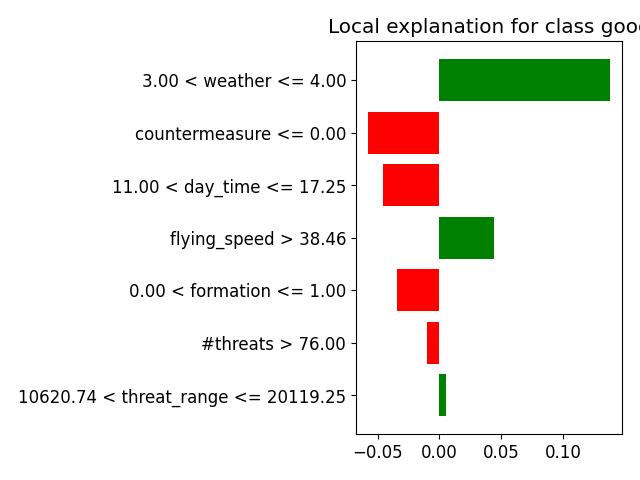 Local explanation for class good
3.00 < weather <= 4.00
countermeasure <= 0.00
11.00 < day_time <= 17.25
flying_speed > 38.46
0.00 < formation <= 1.00
#threats > 76.00
10620.74 < threat_range <= 20119.25
−0.05 0.00 0.05 0.10